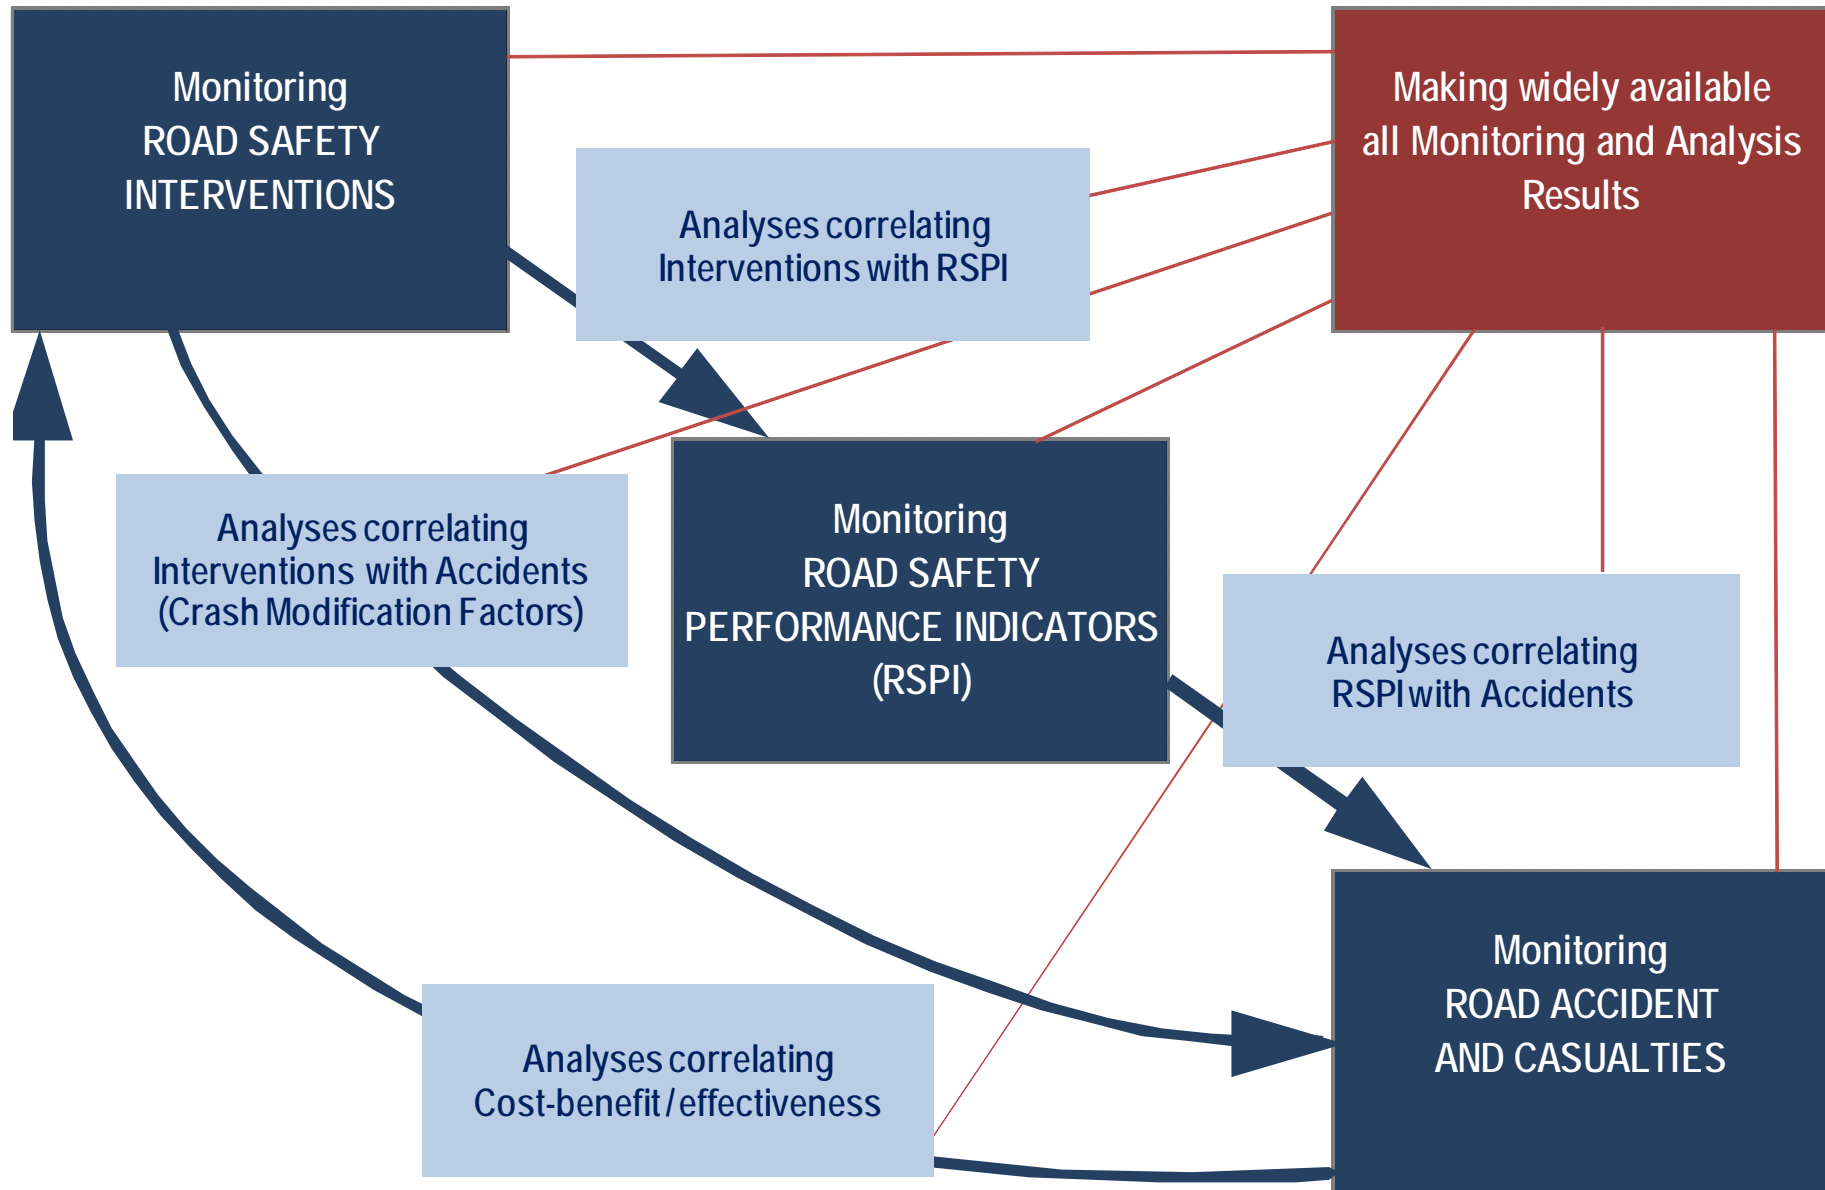 Monitoring
ROAD SAFETY
INTERVENTIONS
Making widely available
all Monitoring and Analysis
Results
Analyses correlating
Interventions with RSPI
Analyses correlating
Interventions with Accidents
(Crash Modification Factors)
Monitoring
ROAD SAFETY
PERFORMANCE INDICATORS
(RSPI)
Analyses correlating
RSPI with Accidents
Monitoring
ROAD ACCIDENT
AND CASUALTIES
Analyses correlating
Cost-benefit / effectiveness